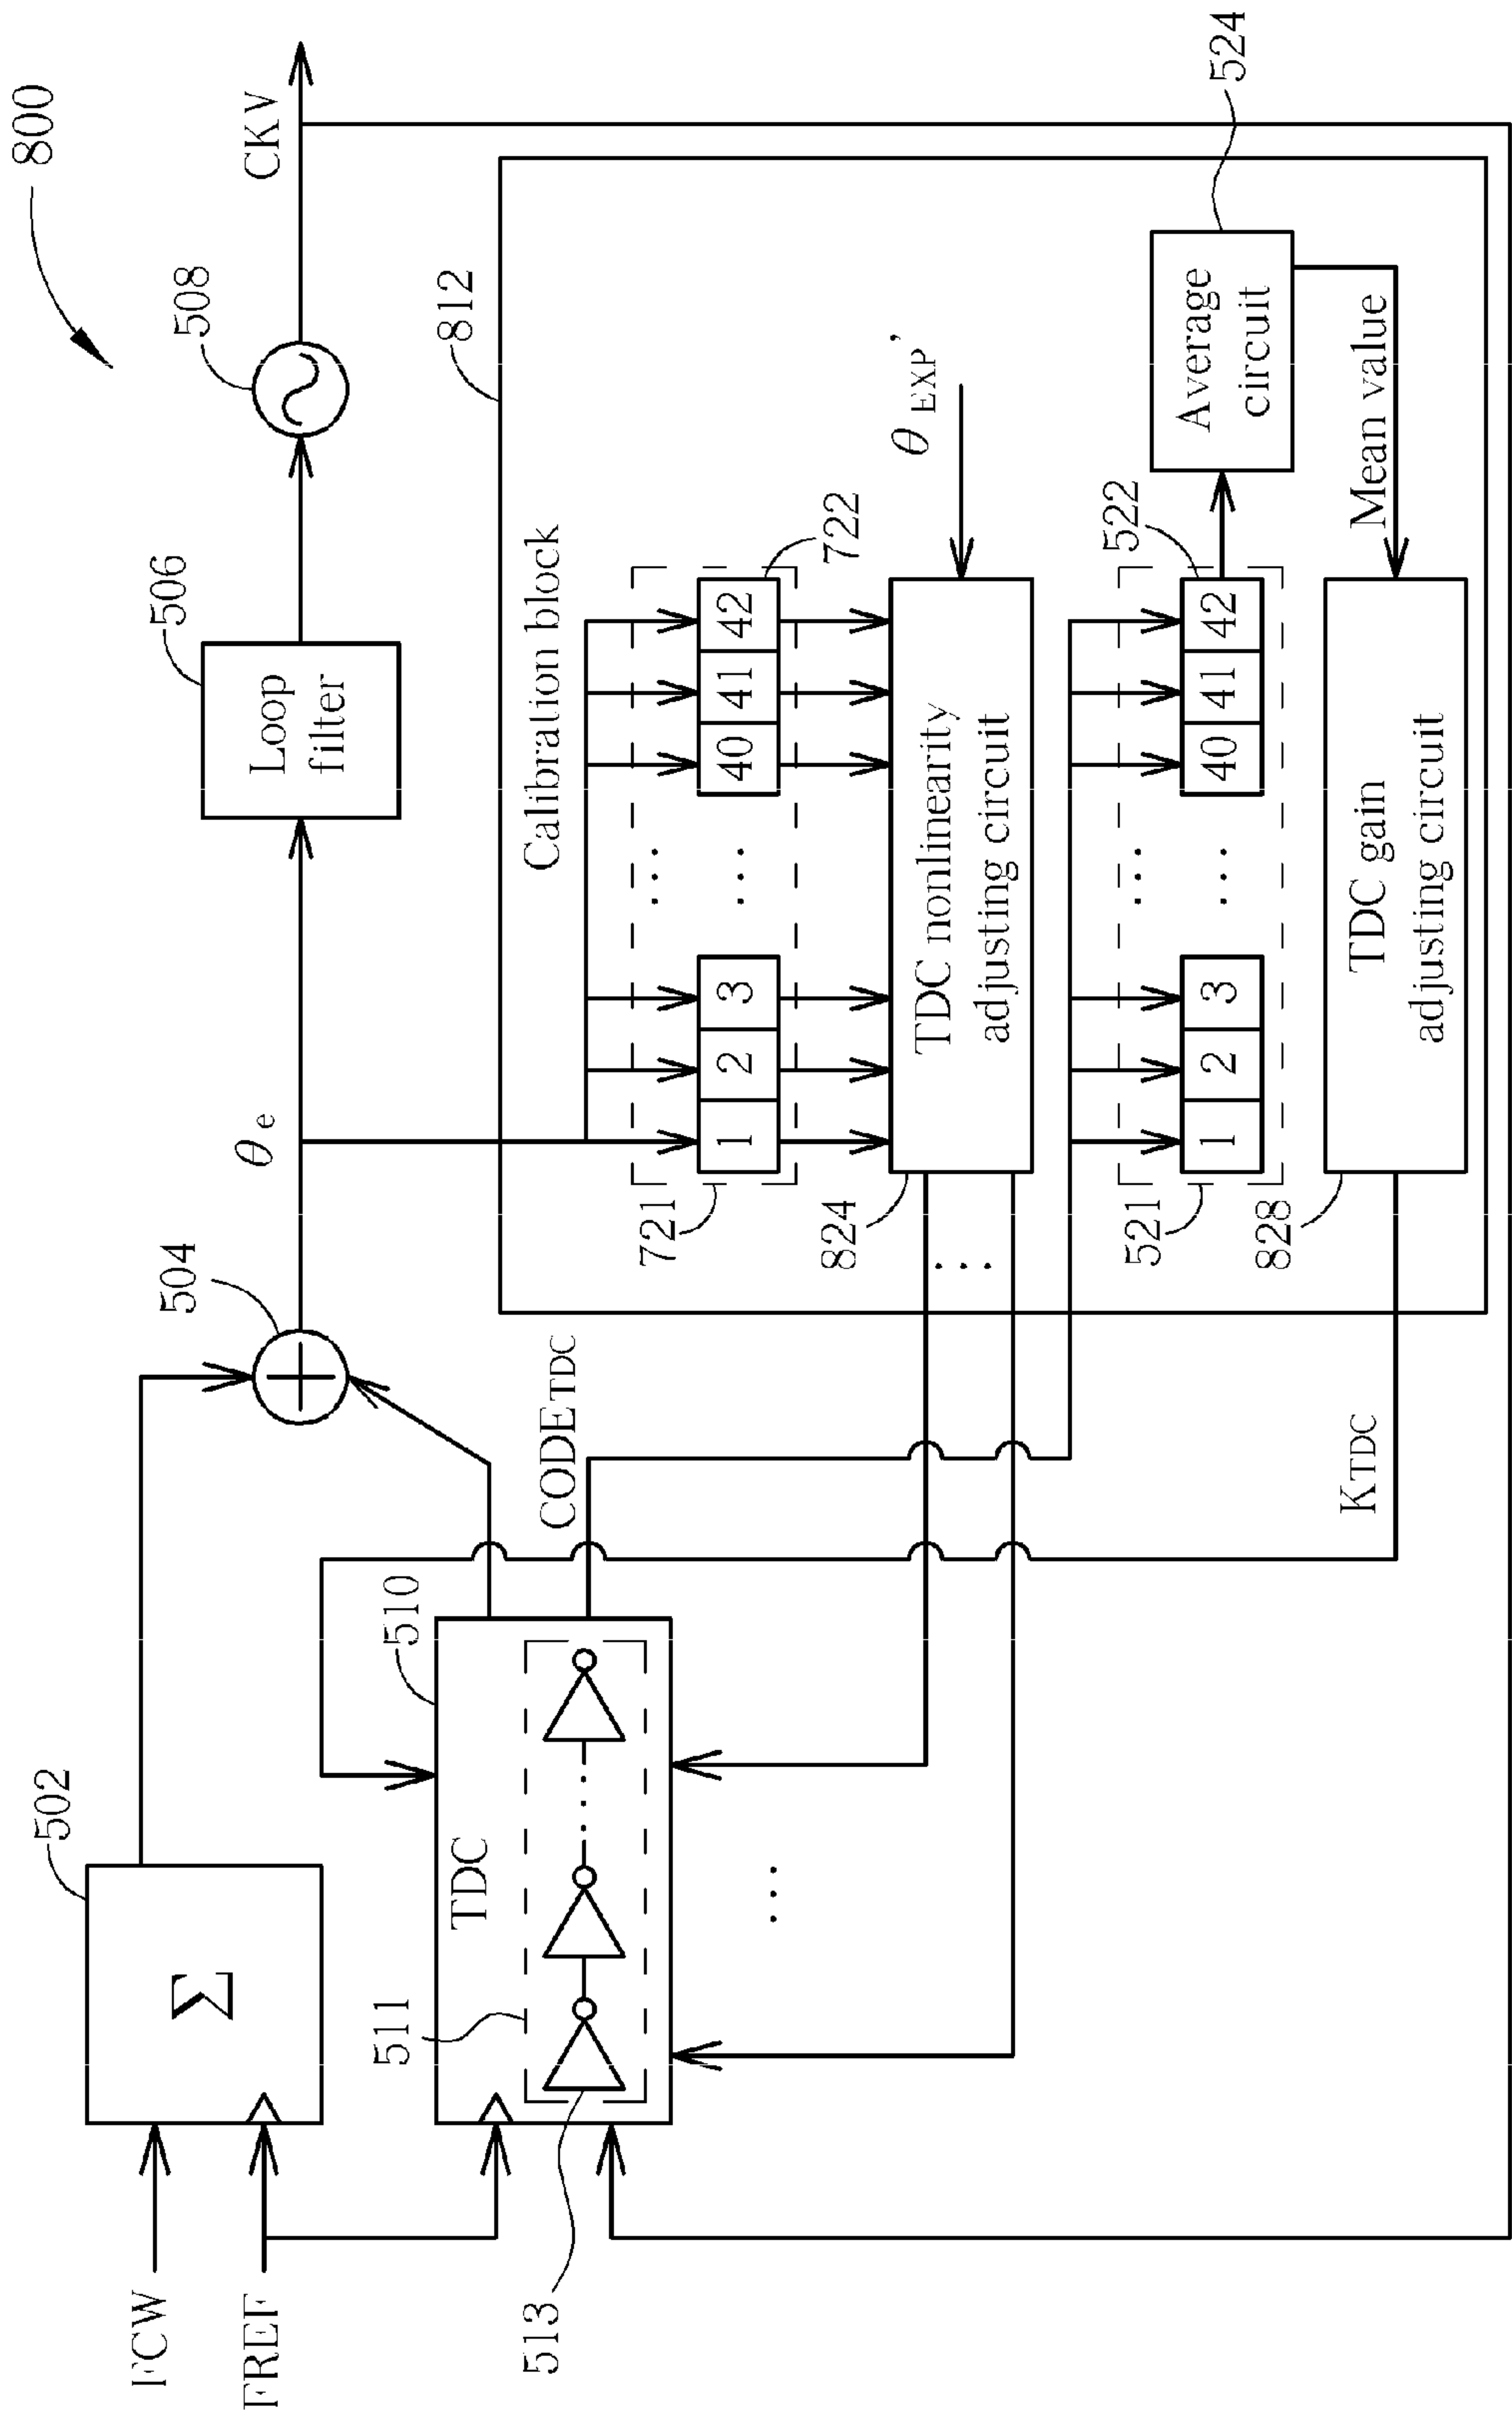 800
FCW
FREF
Σ
502
504
θe
Loop
filter
506
508
CKV
TDC
510
511
513
CODETDC
KTDC
Calibration block
812
1 2 3 ... 40 41 42
721
722
TDC nonlinearity
adjusting circuit
824
θEXP'
1 2 3 ... 40 41 42
521
522
Average
circuit
524
Mean value
TDC gain
adjusting circuit
828